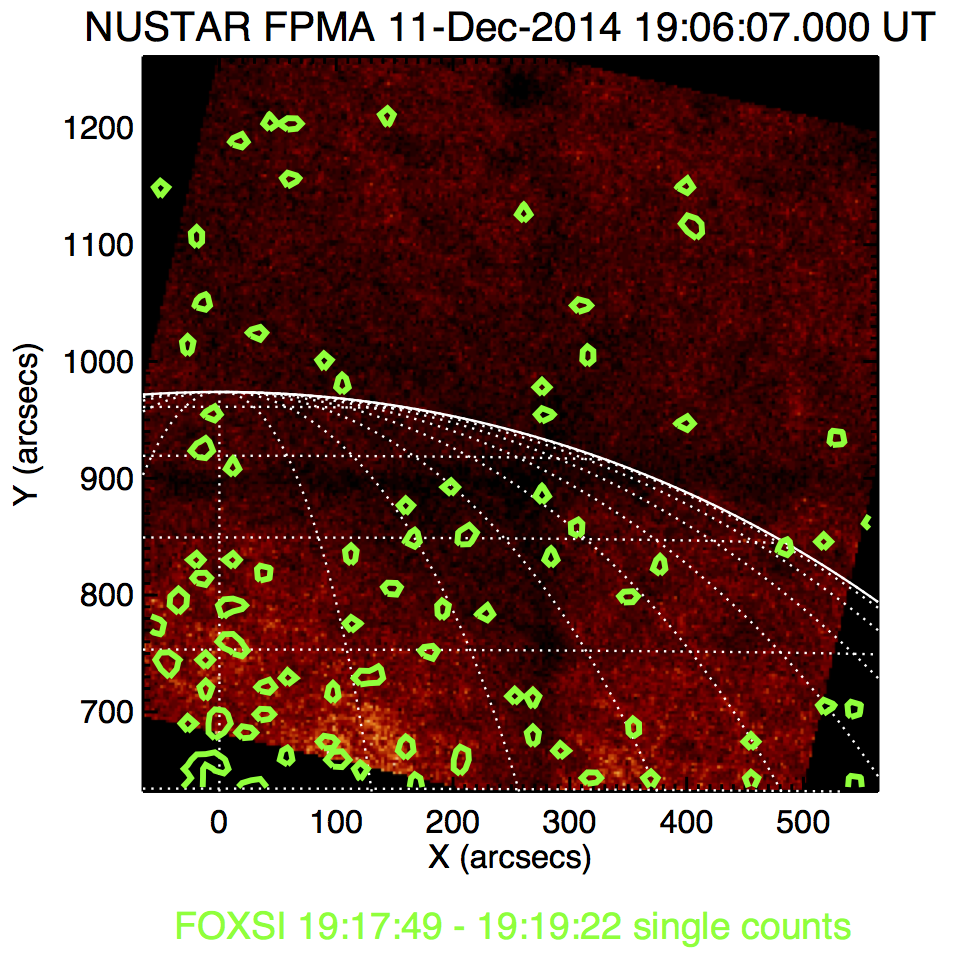 NUSTAR FPMA 11-Dec-2014 19:06:07.000 UT
1200
1100
1000
900
800
700
Y (arcsecs)
0 100 200 300 400 500
X (arcsecs)
FOXSI 19:17:49 - 19:19:22 single counts